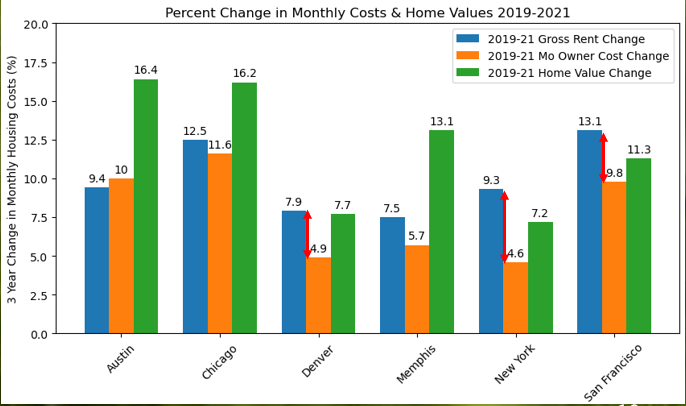 Percent Change in Monthly Costs & Home Values 2019-2021
3 Year Change in Monthly Housing Costs (%)
20.0
17.5
15.0
12.5
10.0
7.5
5.0
2.5
0.0
2019-21 Gross Rent Change
2019-21 Mo Owner Cost Change
2019-21 Home Value Change
9.4 10 16.4
12.5 11.6 16.2
7.9 4.9 7.7
7.5 5.7 13.1
9.3 4.6 7.2
13.1 9.8 11.3
Austin
Chicago
Denver
Memphis
New York
San Francisco